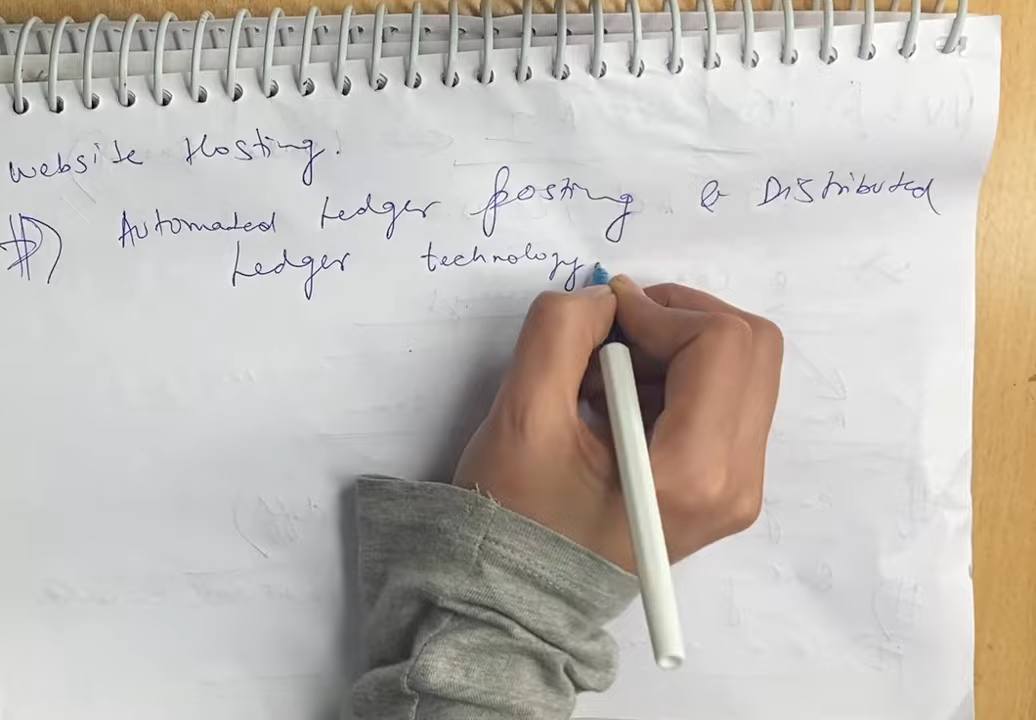 Website Hosting.
#) Automated Ledger Posting & Distributed
Ledger technology